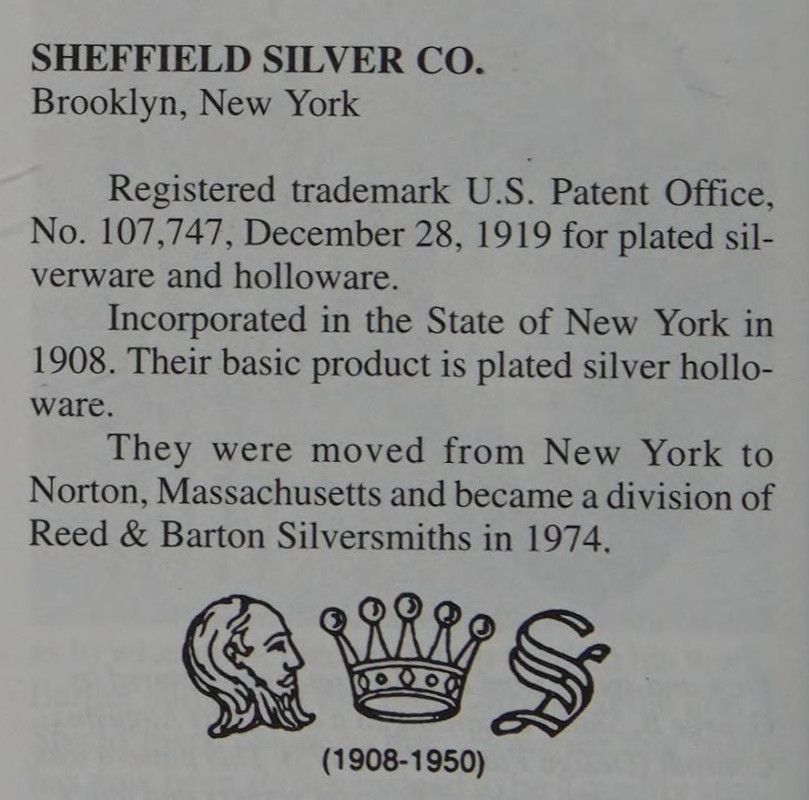 SHEFFIELD SILVER CO.
Brooklyn, New York
Registered trademark U.S. Patent Office,
No. 107,747, December 28, 1919 for plated sil-
verware and holloware.
Incorporated in the State of New York in
1908. Their basic product is plated silver hollo-
ware.
They were moved from New York to
Norton, Massachusetts and became a division of
Reed & Barton Silversmiths in 1974.
S
(1908-1950)